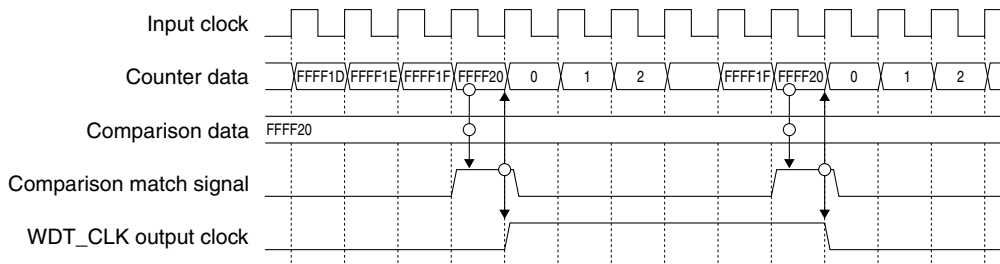 Input clock
Counter data FFFF1D FFFF1E FFFF1F FFFF20 0 1 2 FFFF1F FFFF20 0 1 2
Comparison data FFFF20
Comparison match signal
WDT_CLK output clock